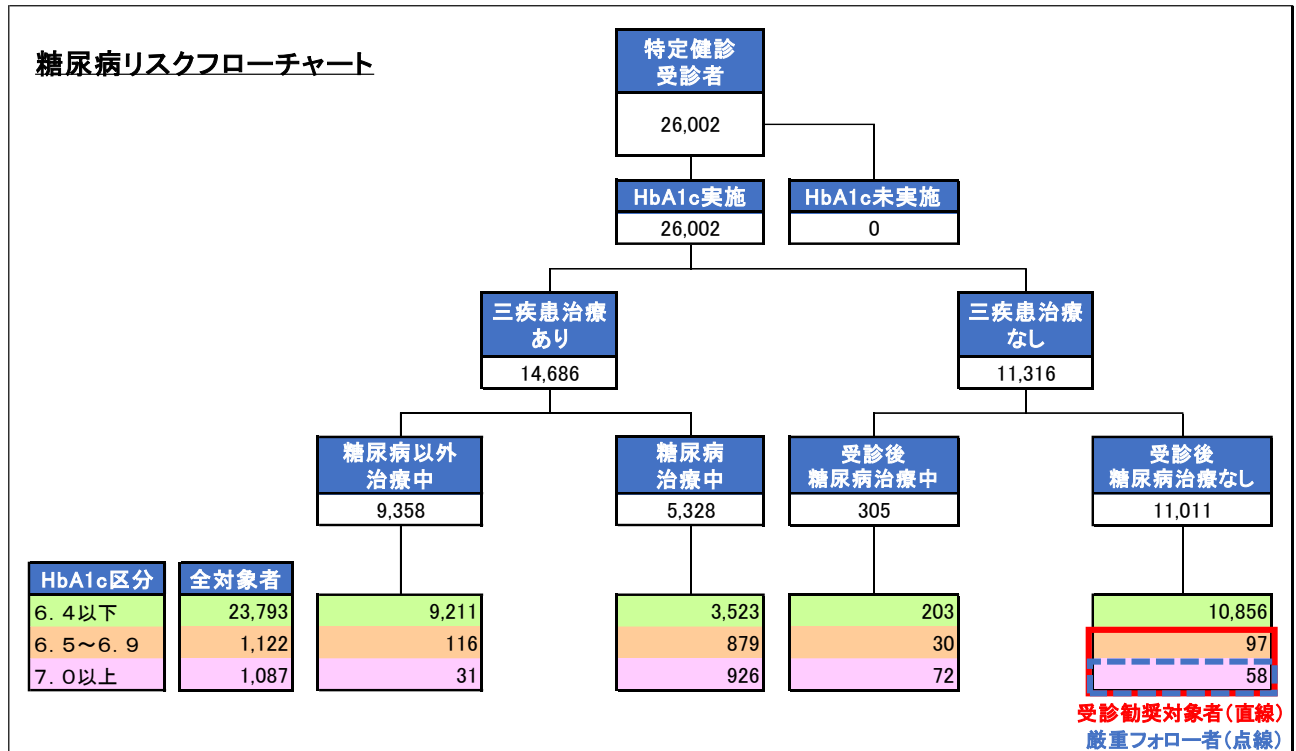 糖尿病リスクフローチャート
特定健診
受診者
26,002
HbA1c実施
26,002
HbA1c未実施
0
三疾患治療
あり
14,686
三疾患治療
なし
11,316
糖尿病以外
治療中
9,358
糖尿病
治療中
5,328
受診後
糖尿病治療中
305
受診後
糖尿病治療なし
11,011
HbA1c区分 全対象者
6.4以下 23,793 9,211 3,523 203 10,856
6.5～6.9 1,122 116 879 30 97
7.0以上 1,087 31 926 72 58
受診勧奨対象者(直線)
厳重フォロー者(点線)